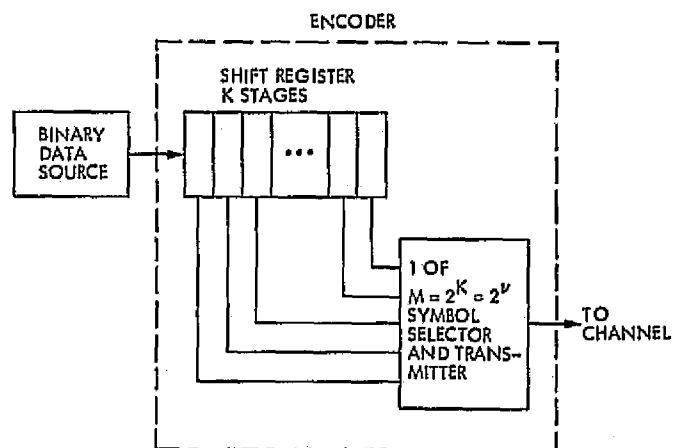 ENCODER
SHIFT REGISTER
K STAGES
BINARY
DATA
SOURCE
•••
1 OF
M = 2^K = 2^ν
SYMBOL
SELECTOR
AND TRANS-
MITTER
TO
CHANNEL